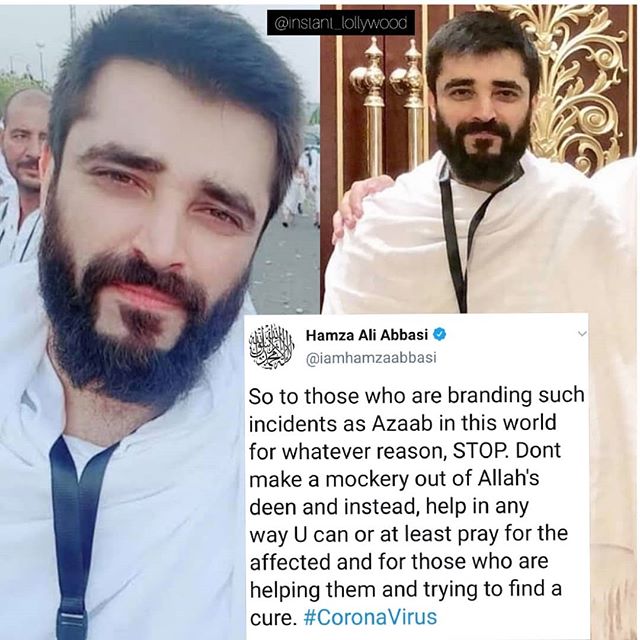 @instant_lollywood
Hamza Ali Abbasi
@iamhamzaabbasi
So to those who are branding such
incidents as Azaab in this world
for whatever reason, STOP. Dont
make a mockery out of Allah's
deen and instead, help in any
way U can or at least pray for the
affected and for those who are
helping them and trying to find a
cure. #CoronaVirus